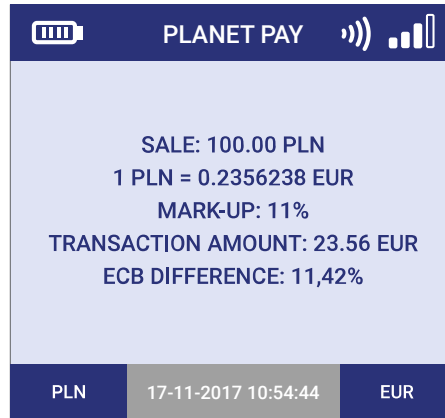 PLANET PAY
SALE: 100.00 PLN
1 PLN = 0.2356238 EUR
MARK-UP: 11%
TRANSACTION AMOUNT: 23.56 EUR
ECB DIFFERENCE: 11,42%
PLN 17-11-2017 10:54:44 EUR